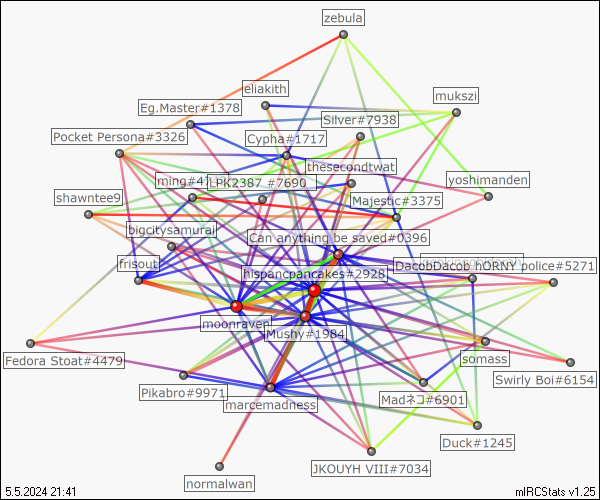 zebula
eliakith
mukszi
Eg.Master#1378
Silver#7938
Pocket Persona#3326
Cypha#1717
thesecondtwat
ming#4
LPK2387 #7690
yoshimanden
shawntee9
Majestic#3375
bigcitysamurai
Can anything be saved#0396
frisout
hispancpancakes#2928
DacobDacob
TORNY police#5271
moonraven
Mushy#1984
Fedora Stoat#4479
somass
Swirly Boi#6154
Pikabro#9971
marcemadness
Madネコ#6901
Duck#1245
normalwan
JKOUYH VIII#7034
5.5.2024 21:41
mIRCStats v1.25